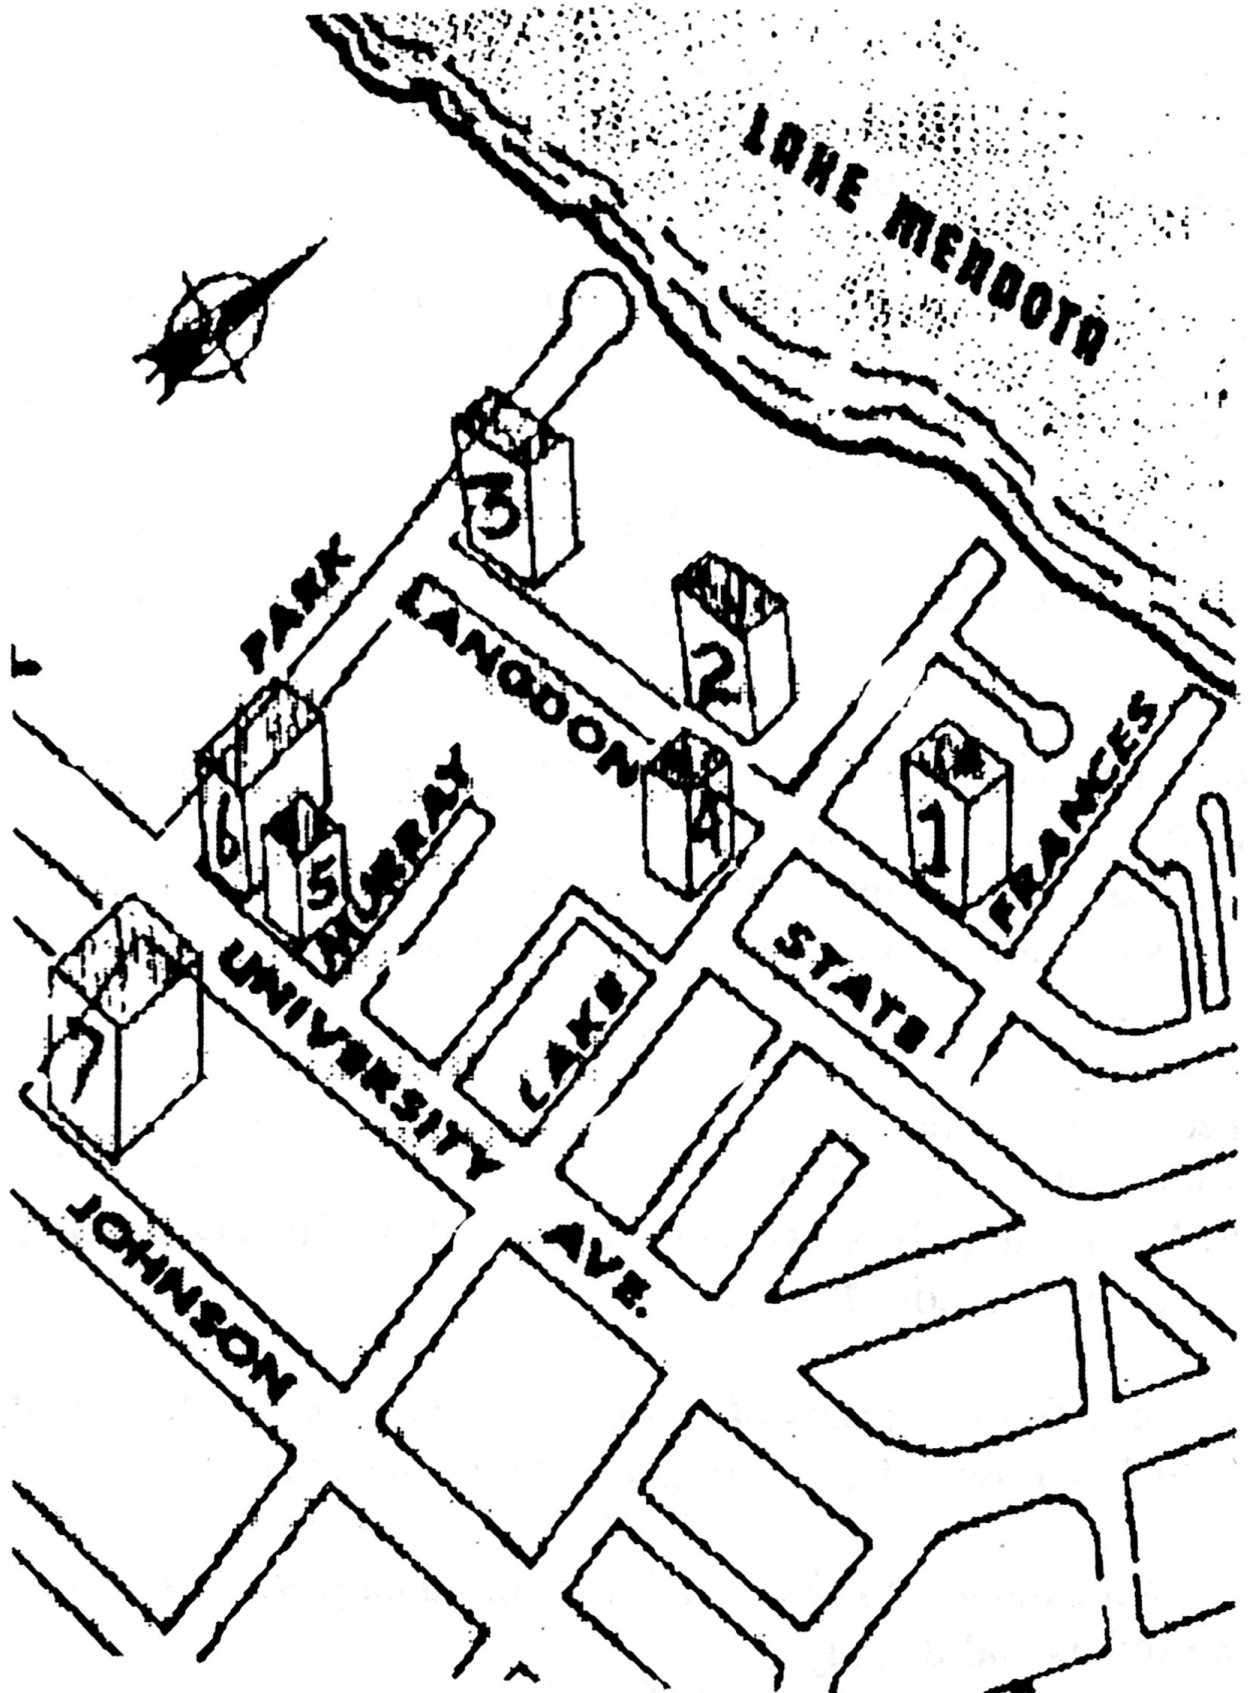 LAKE MENDOTA
3
PARK
LANGDON
2
FRANCES
6
5
MURRAY
4
1
STATE
7
UNIVERSITY
AVE.
LAKE
JOHNSON